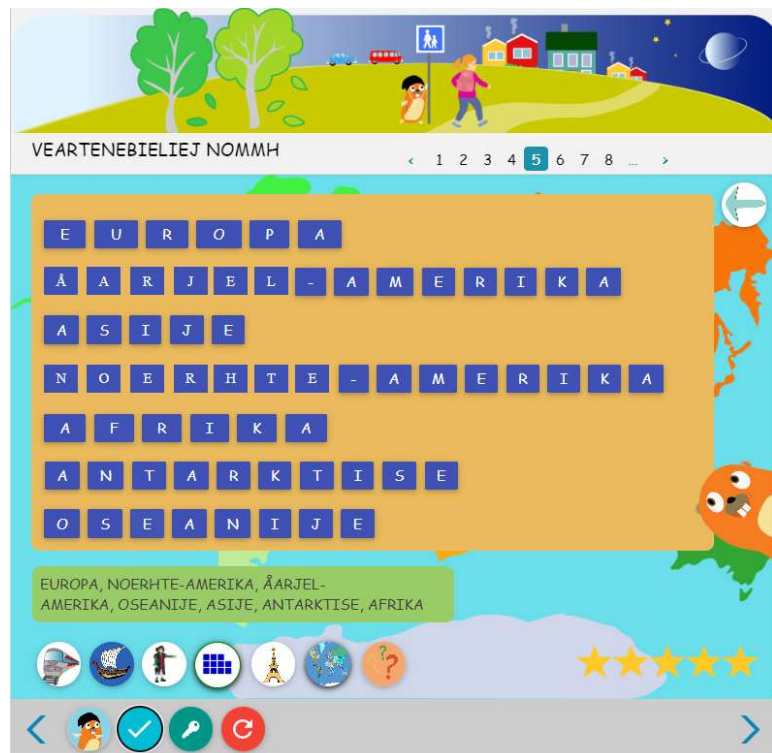 VEARTENEBIELIEJ NOMMH
‹ 1 2 3 4 5 6 7 8 ... ›
EUROPA
ÅARJEL-AMERIKA
ASIJE
NOERHTE-AMERIKA
AFRIKA
ANTARKTISE
OSEANIJE
EUROPA, NOERHTE-AMERIKA, ÅARJEL-
AMERIKA, OSEANIJE, ASIJE, ANTARKTISE, AFRIKA
???